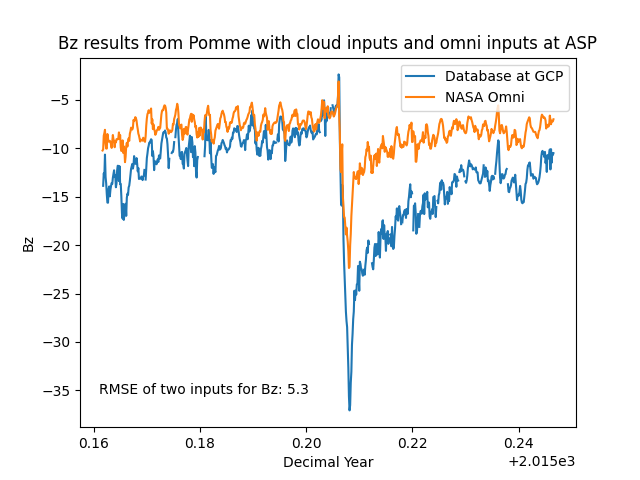 Bz results from Pomme with cloud inputs and omni inputs at ASP
Database at GCP
NASA Omni
−5
−10
−15
−20
−25
−30
−35
Bz
RMSE of two inputs for Bz: 5.3
0.16 0.18 0.20 0.22 0.24
Decimal Year
+2.015e3